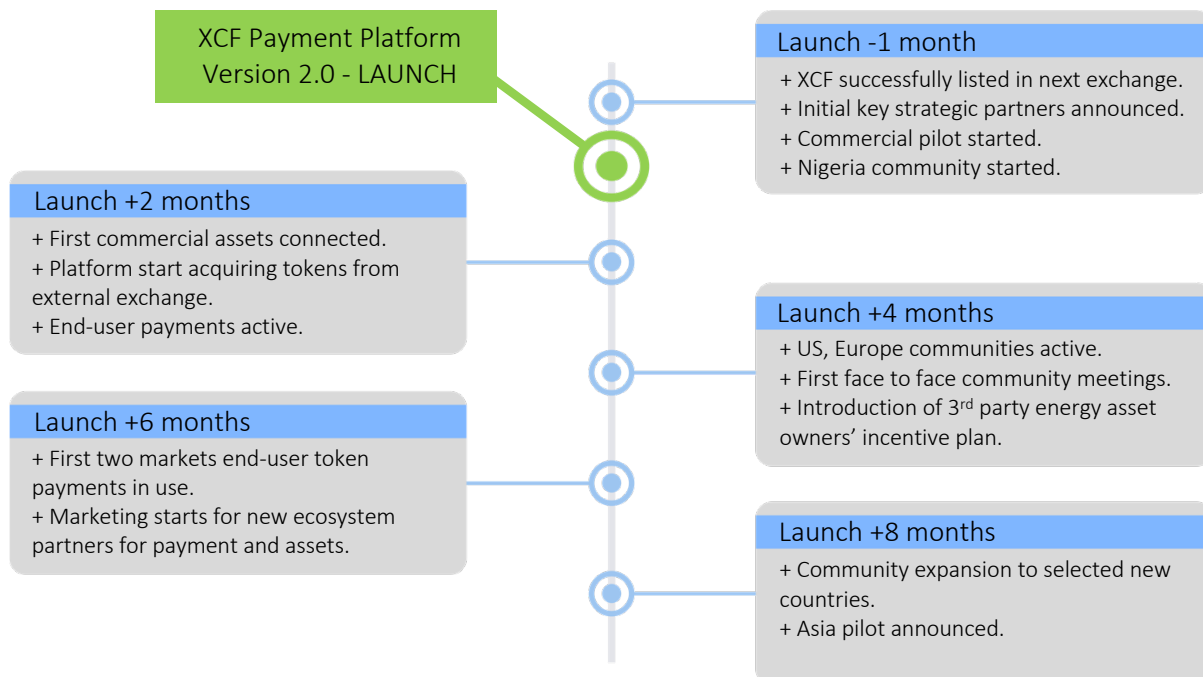 XCF Payment Platform
Version 2.0 - LAUNCH
Launch -1 month
+ XCF successfully listed in next exchange.
+ Initial key strategic partners announced.
+ Commercial pilot started.
+ Nigeria community started.
Launch +2 months
+ First commercial assets connected.
+ Platform start acquiring tokens from
external exchange.
+ End-user payments active.
Launch +4 months
+ US, Europe communities active.
+ First face to face community meetings.
+ Introduction of 3rd party energy asset
owners’ incentive plan.
Launch +6 months
+ First two markets end-user token
payments in use.
+ Marketing starts for new ecosystem
partners for payment and assets.
Launch +8 months
+ Community expansion to selected new
countries.
+ Asia pilot announced.